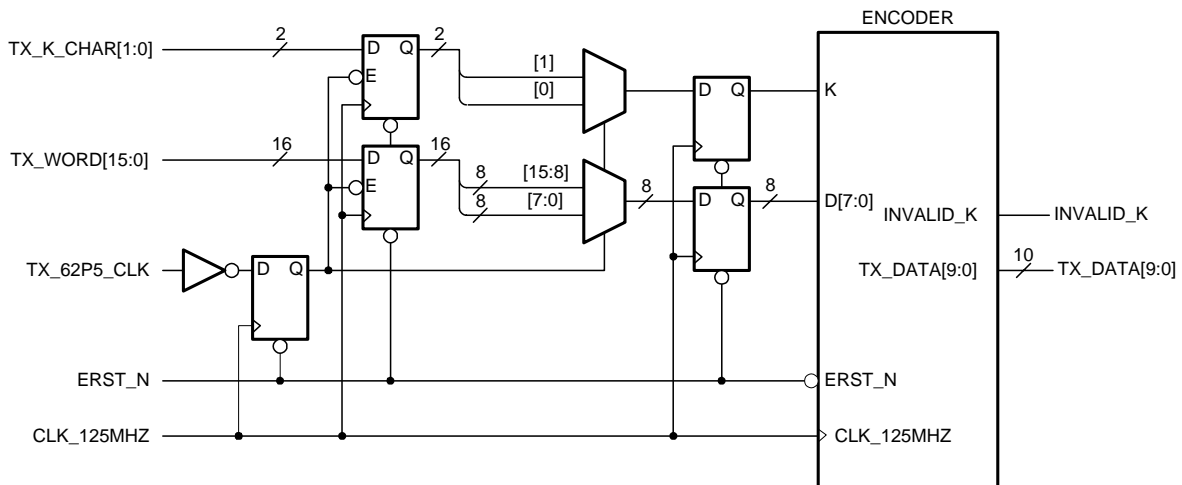 ENCODER
TX_K_CHAR[1:0]
2
D Q
2
E
[1]
[0]
D Q
K
TX_WORD[15:0]
16
D Q
16
E
8
[15:8]
8
[7:0]
8
D Q
8
D[7:0]
INVALID_K
INVALID_K
TX_62P5_CLK
D Q
TX_DATA[9:0]
10
TX_DATA[9:0]
ERST_N
ERST_N
CLK_125MHZ
CLK_125MHZ